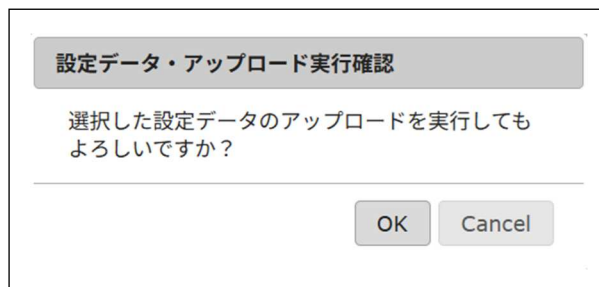 設定データ・アップロード実行確認
選択した設定データのアップロードを実行しても
よろしいですか？
OK Cancel